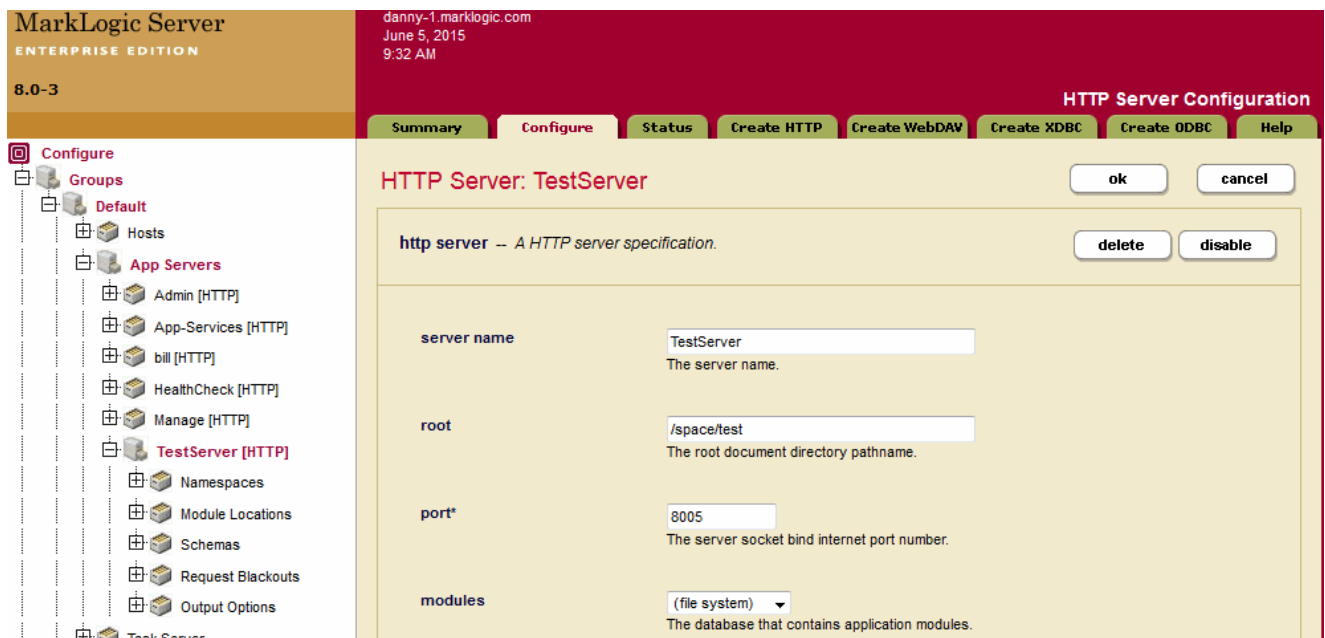 MarkLogic Server
ENTERPRISE EDITION
8.0-3
danny-1.marklogic.com
June 5, 2015
9:32 AM
HTTP Server Configuration
Summary Configure Status Create HTTP Create WebDAV Create XDBC Create ODBC Help
Configure
Groups
Default
Hosts
App Servers
Admin [HTTP]
App-Services [HTTP]
bill [HTTP]
HealthCheck [HTTP]
Manage [HTTP]
TestServer [HTTP]
Namespaces
Module Locations
Schemas
Request Blackouts
Output Options
Task Server
HTTP Server: TestServer
ok cancel
http server -- A HTTP server specification.
delete disable
server name
TestServer
The server name.
root
/space/test
The root document directory pathname.
port*
8005
The server socket bind internet port number.
modules
(file system)
The database that contains application modules.